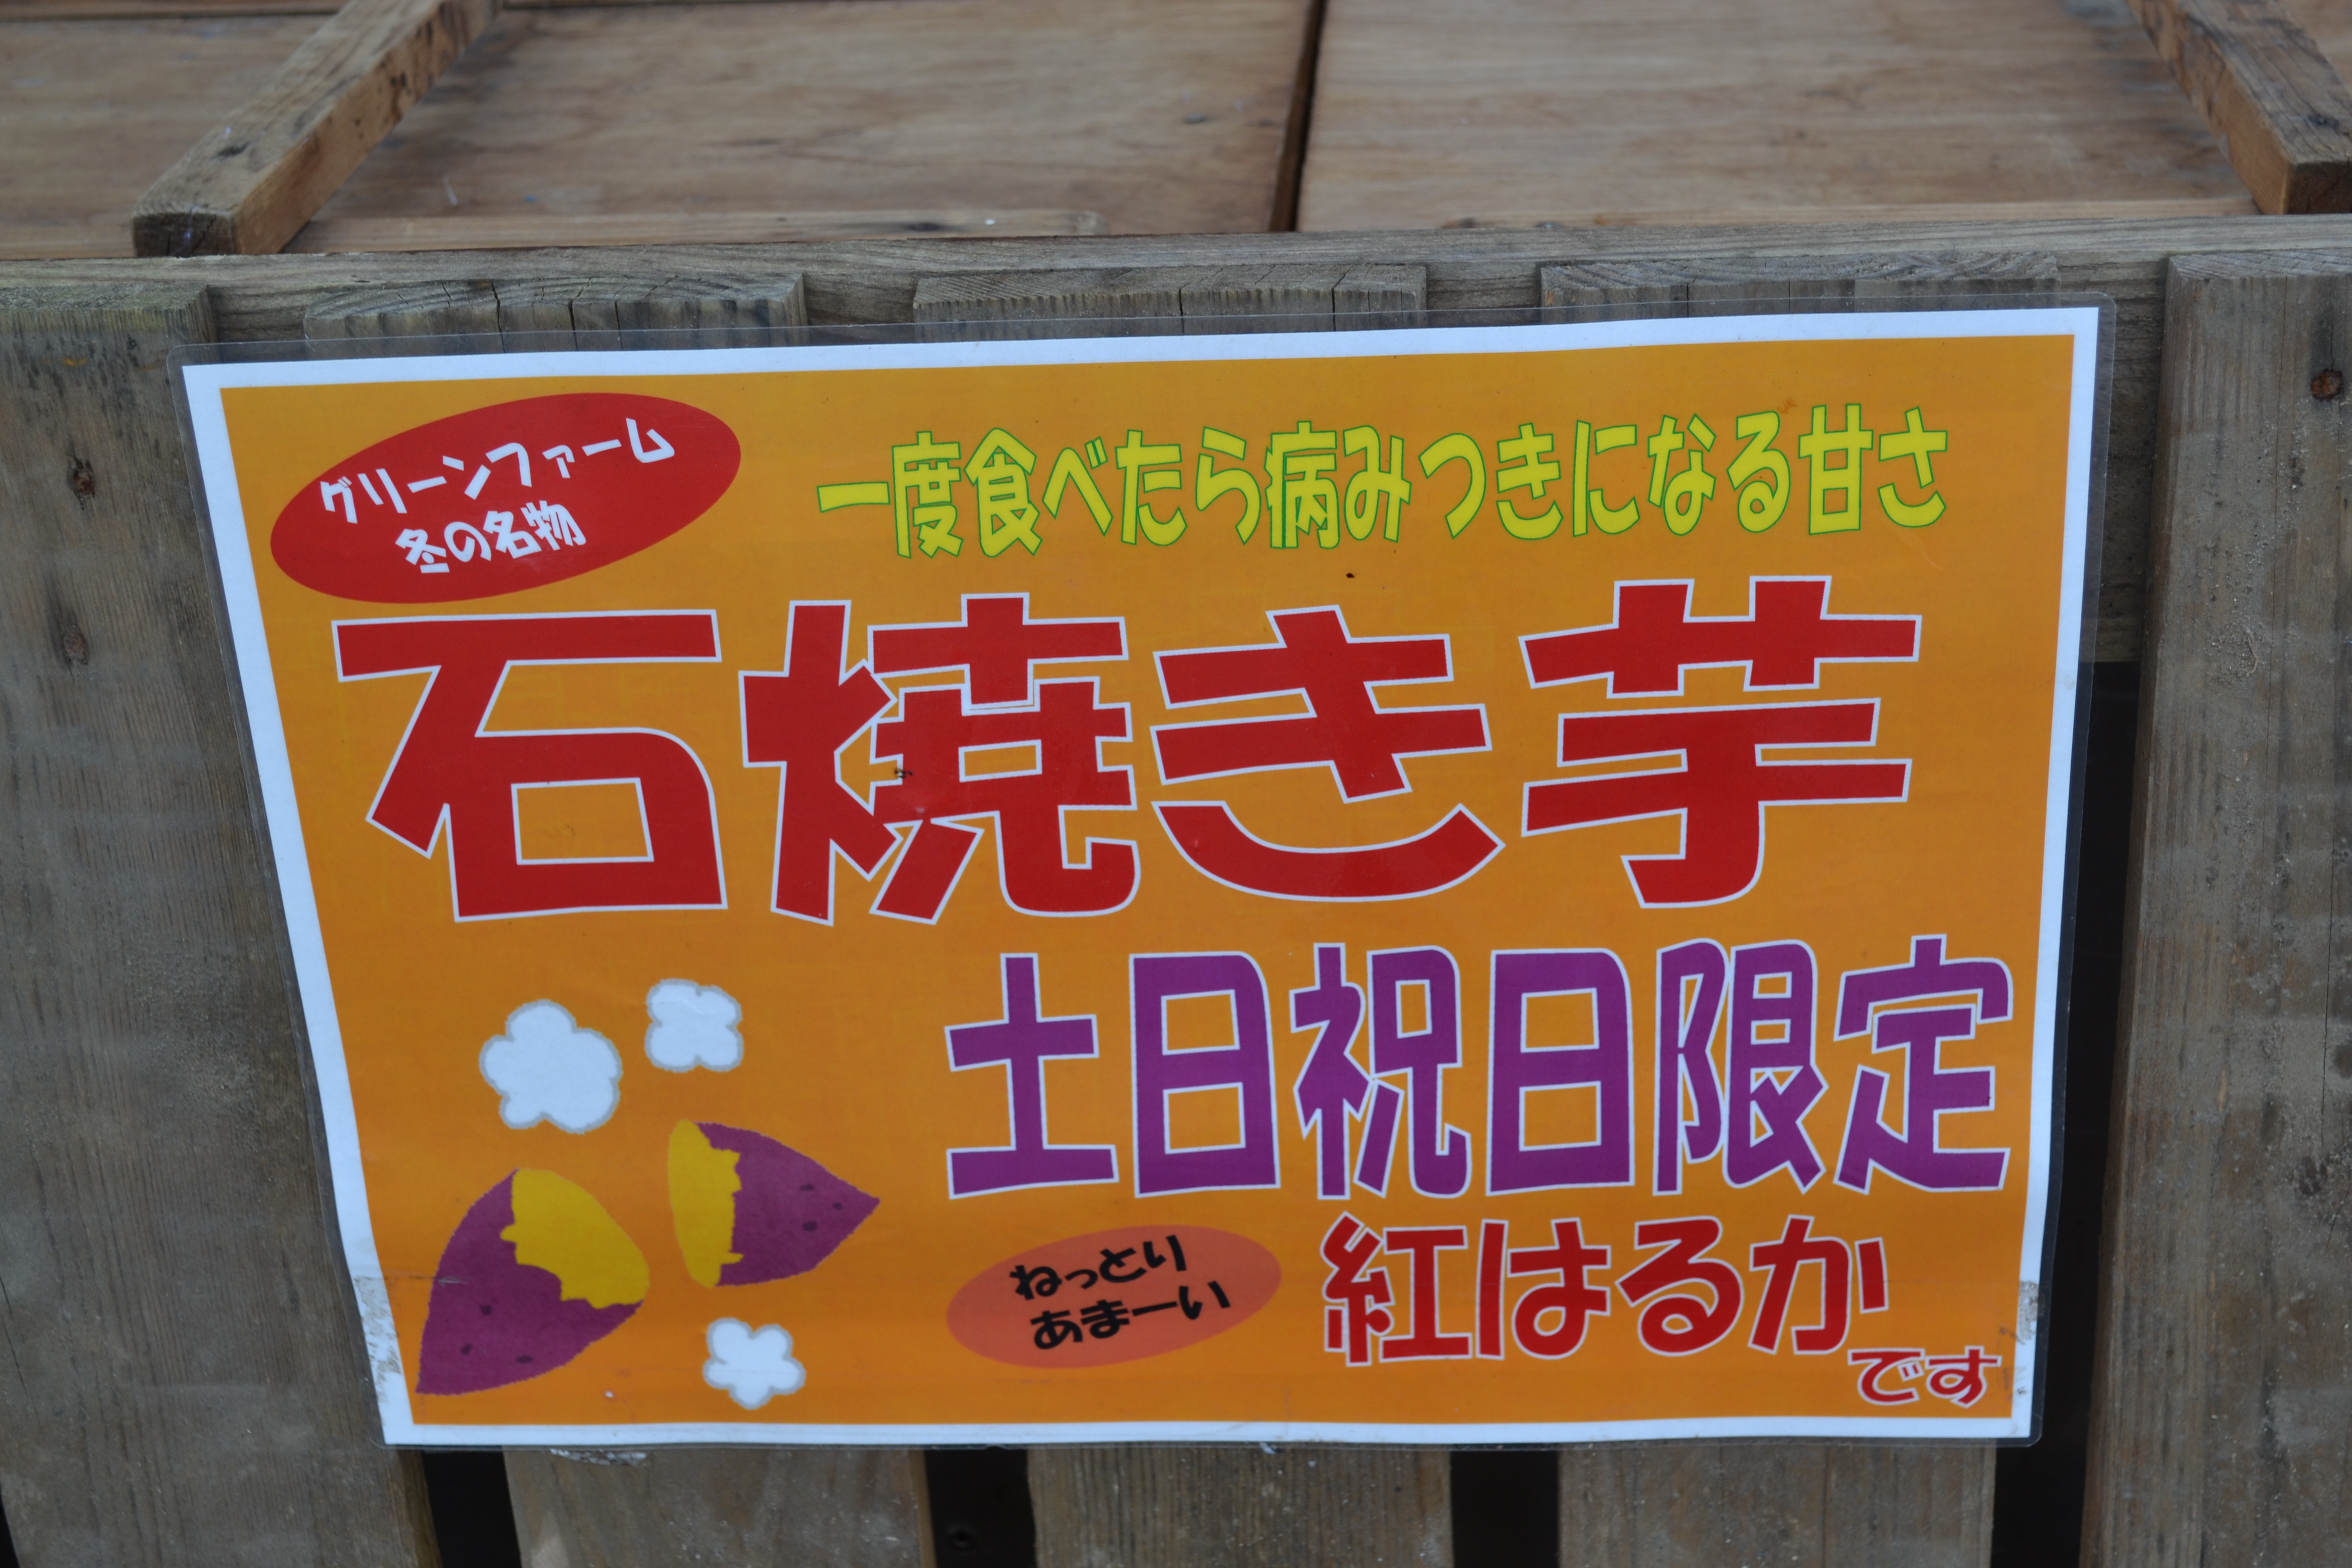 グリーンファーム
冬の名物
一度食べたら病みつきになる甘さ
石焼き芋
土日祝日限定
ねっとり
あまーい
紅はるか
です